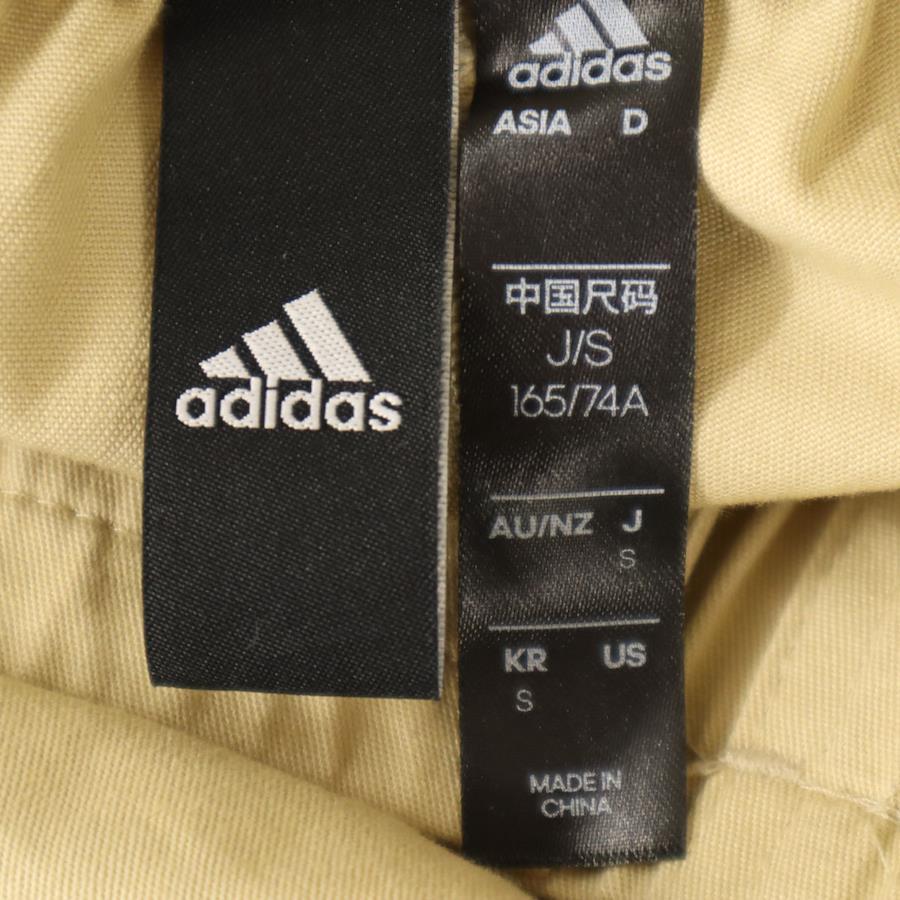 adidas
adidas
ASIA D
中国尺码
J/S
165/74A
AU/NZ J
S
KR US
S
MADE IN
CHINA